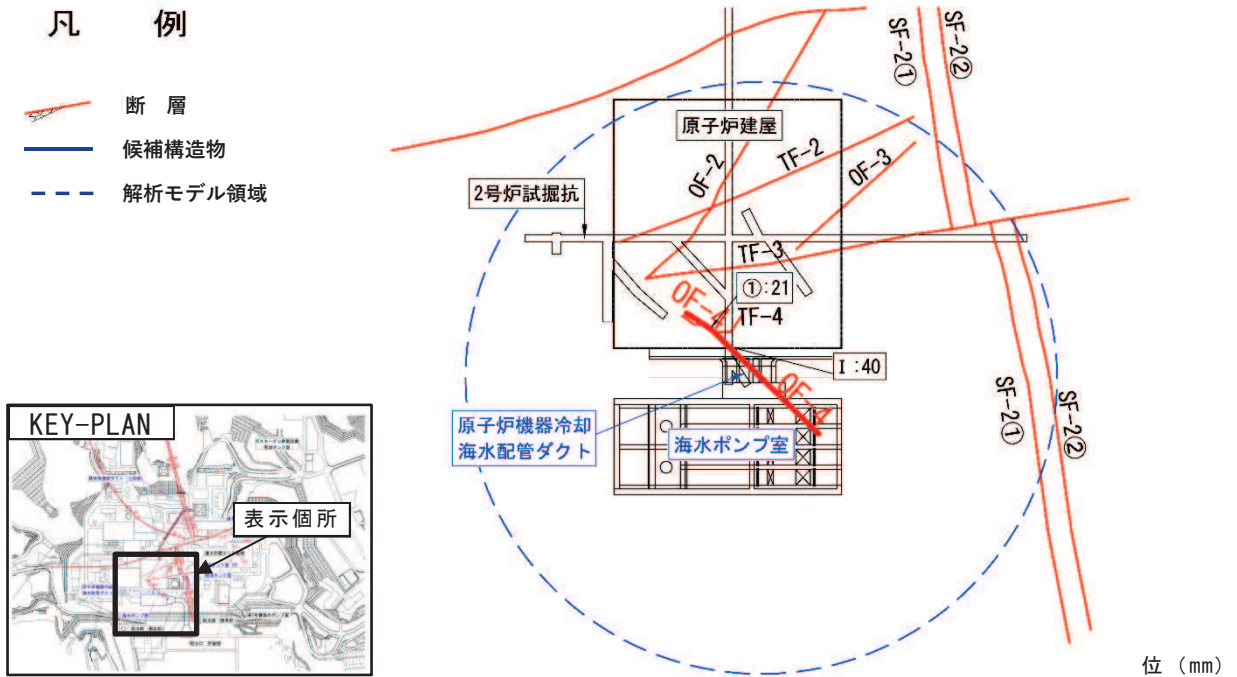 凡 例
断 層
候補構造物
解析モデル領域
SF-2①
SF-2②
原子炉建屋
OF-2
TF-2
OF-3
2号炉試掘抗
TF-3
①:21
OF-4
TF-4
I:40
OF-4
原子炉機器冷却
海水配管ダクト
海水ポンプ室
SF-2①
SF-2②
KEY-PLAN
表示個所
位 (mm)